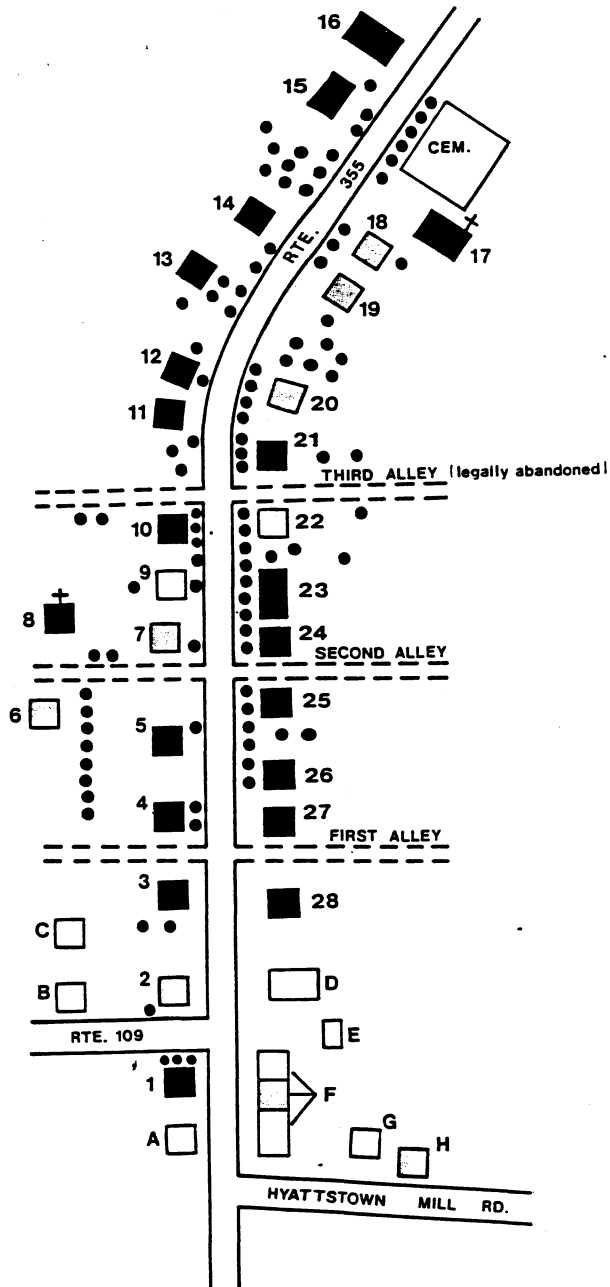 16
15
CEM.
355
RTE.
14
18
17
13
19
12
20
11
21
THIRD ALLEY (legally abandoned)
10
22
9
23
8
7
24
SECOND ALLEY
6
25
5
26
4
27
FIRST ALLEY
3
28
C
B
2
D
RTE. 109
E
1
F
A
G
H
HYATTSTOWN MILL RD.